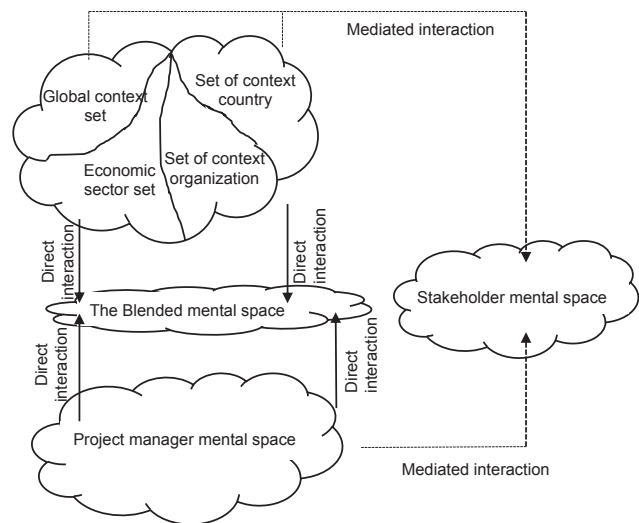 Mediated interaction
Global context
set
Set of context
country
Economic
sector set
Set of context
organization
Direct
interaction
Direct
interaction
The Blended mental space
Stakeholder mental space
Direct
interaction
Direct
interaction
Project manager mental space
Mediated interaction